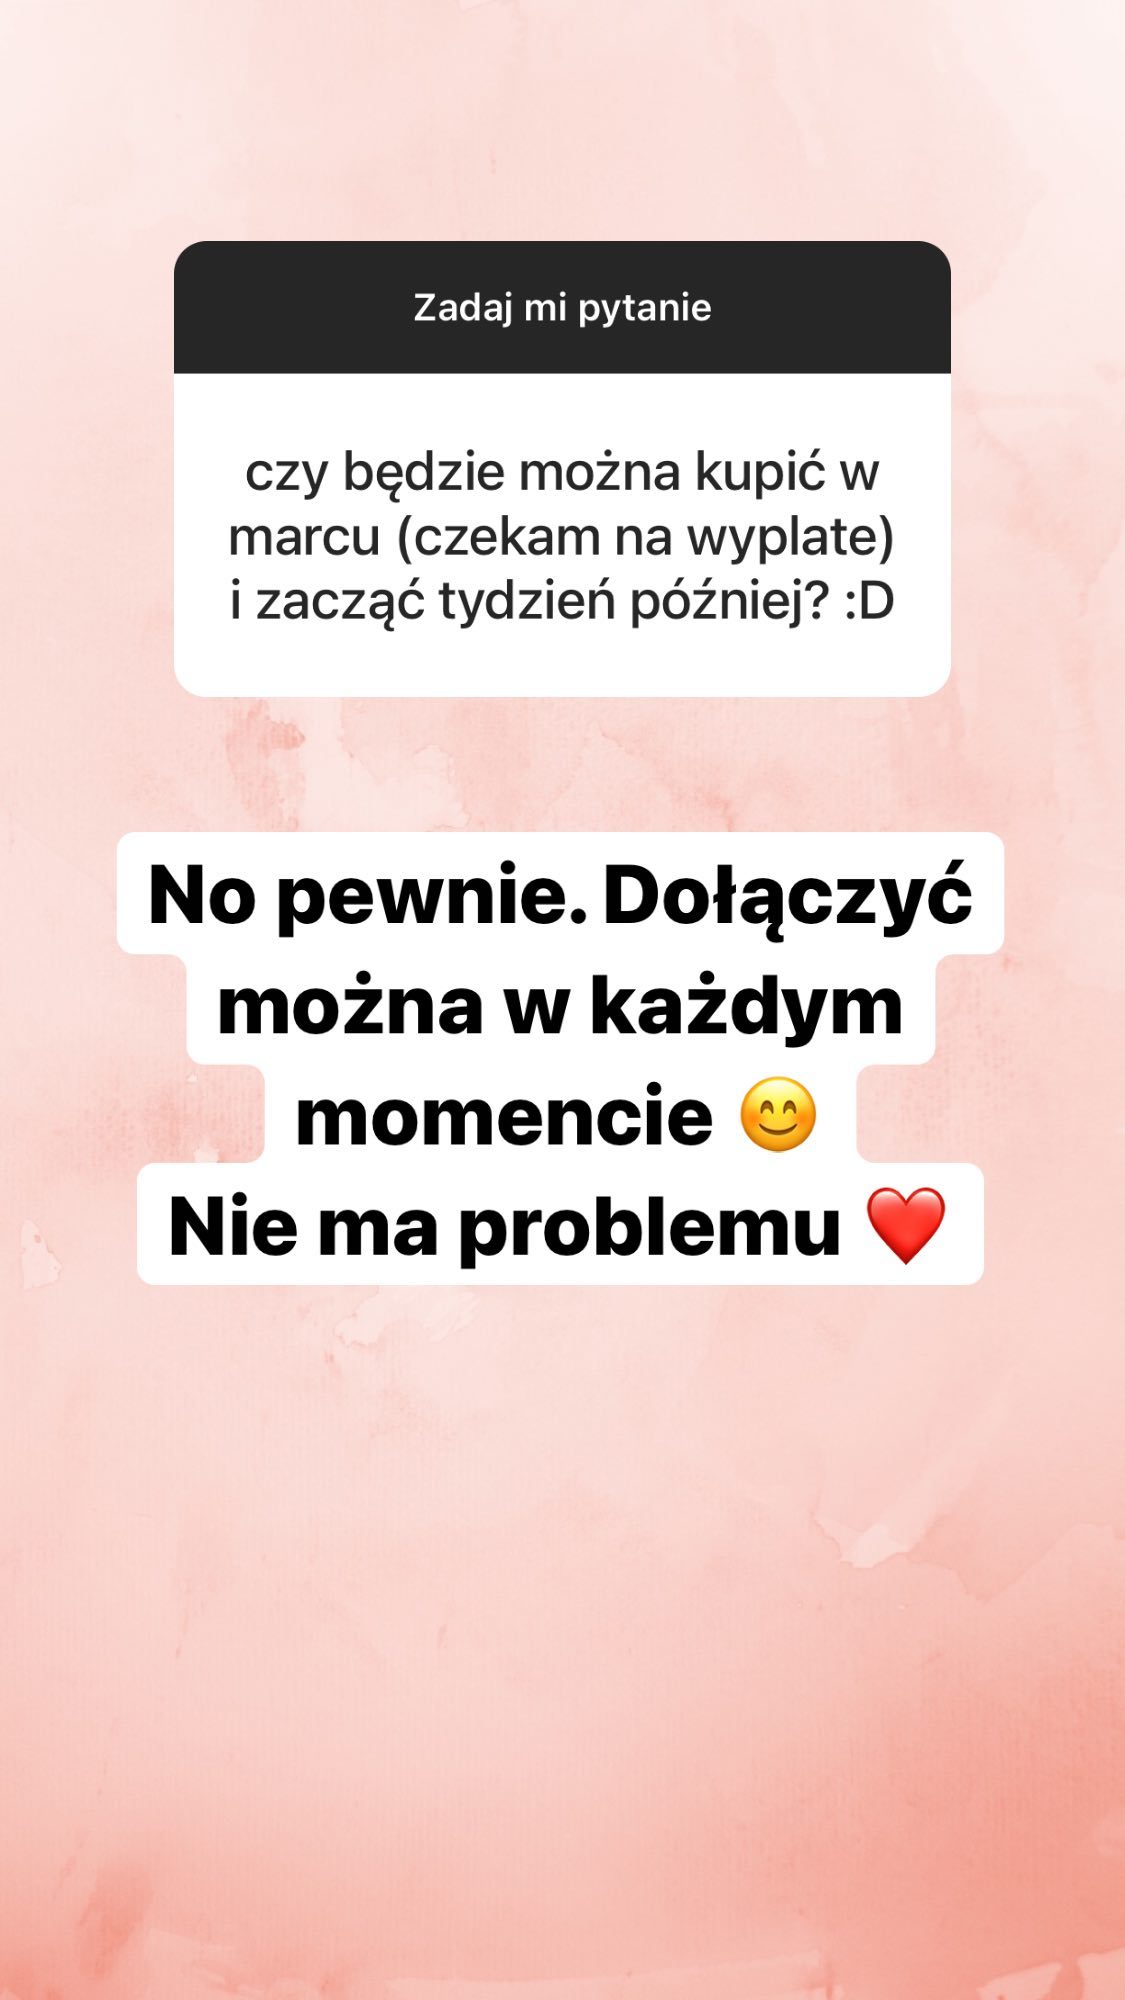 Zadaj mi pytanie
czy będzie można kupić w
marcu (czekam na wyplate)
i zacząć tydzień później? :D
No pewnie. Dołączyć
można w każdym
momencie 😊
Nie ma problemu ❤️